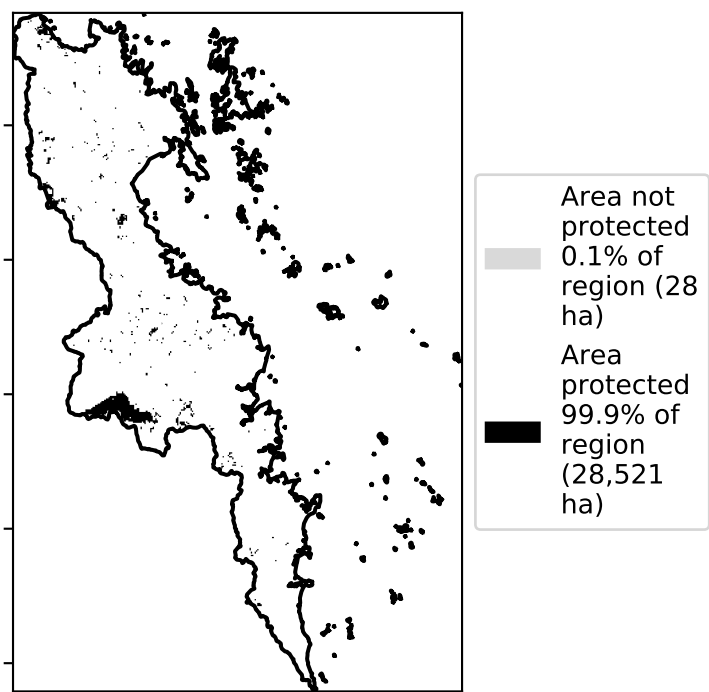 Area not
protected
0.1% of
region (28
ha)
Area
protected
99.9% of
region
(28,521
ha)